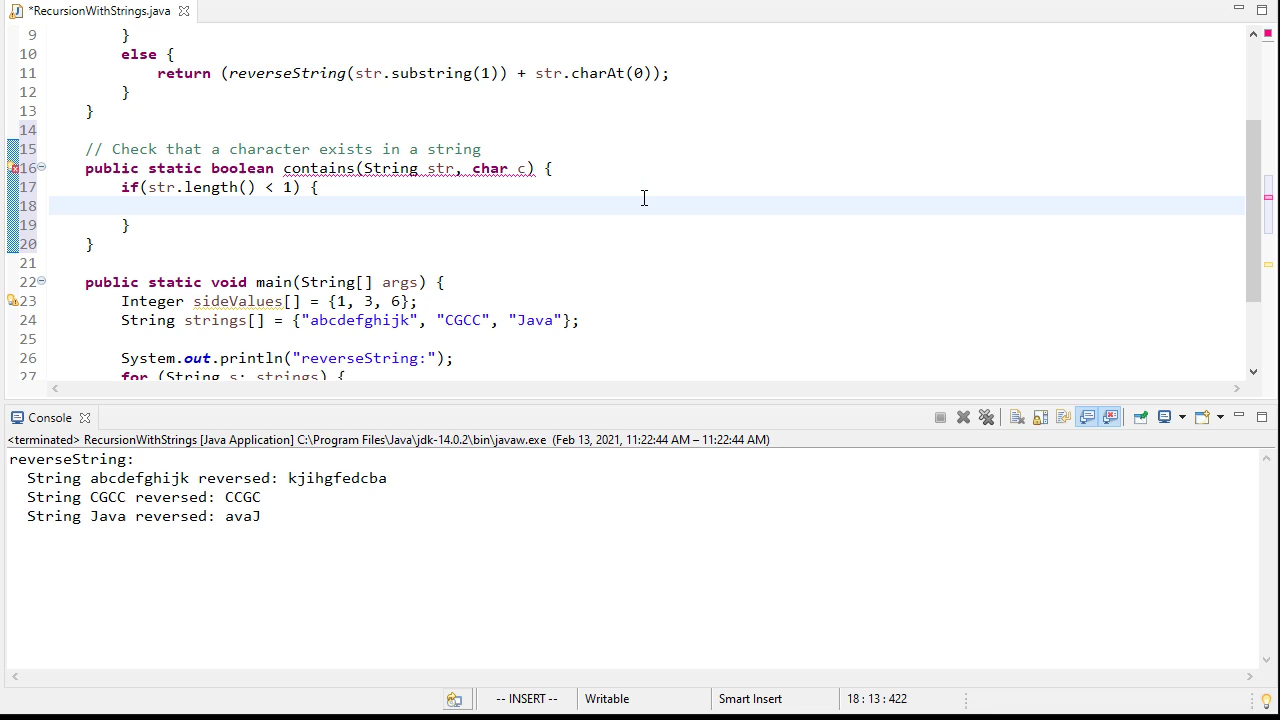 *RecursionWithStrings.java
9 }
10 else {
11 return (reverseString(str.substring(1)) + str.charAt(0));
12 }
13 }
14
15 // Check that a character exists in a string
16 public static boolean contains(String str, char c) {
17 if(str.length() < 1) {
18
19 }
20 }
21
22 public static void main(String[] args) {
23 Integer sideValues[] = {1, 3, 6};
24 String strings[] = {"abcdefghijk", "CGCC", "Java"};
25
26 System.out.println("reverseString:");
27 for (String s: strings) {
Console
<terminated> RecursionWithStrings [Java Application] C:\Program Files\Java\jdk-14.0.2\bin\javaw.exe (Feb 13, 2021, 11:22:44 AM – 11:22:44 AM)
reverseString:
String abcdefghijk reversed: kjihgfedcba
String CGCC reversed: CCGC
String Java reversed: avaJ
-- INSERT -- Writable Smart Insert 18 : 13 : 422